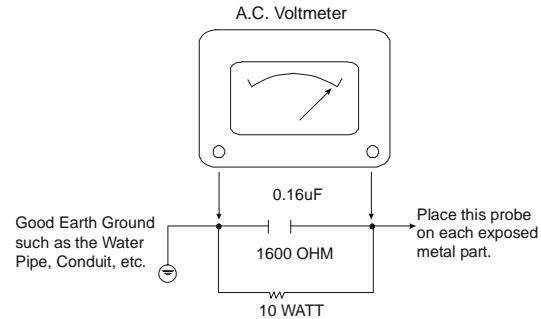 A.C. Voltmeter
0.16uF
Good Earth Ground
such as the Water
Pipe, Conduit, etc.
1600 OHM
Place this probe
on each exposed
metal part.
10 WATT